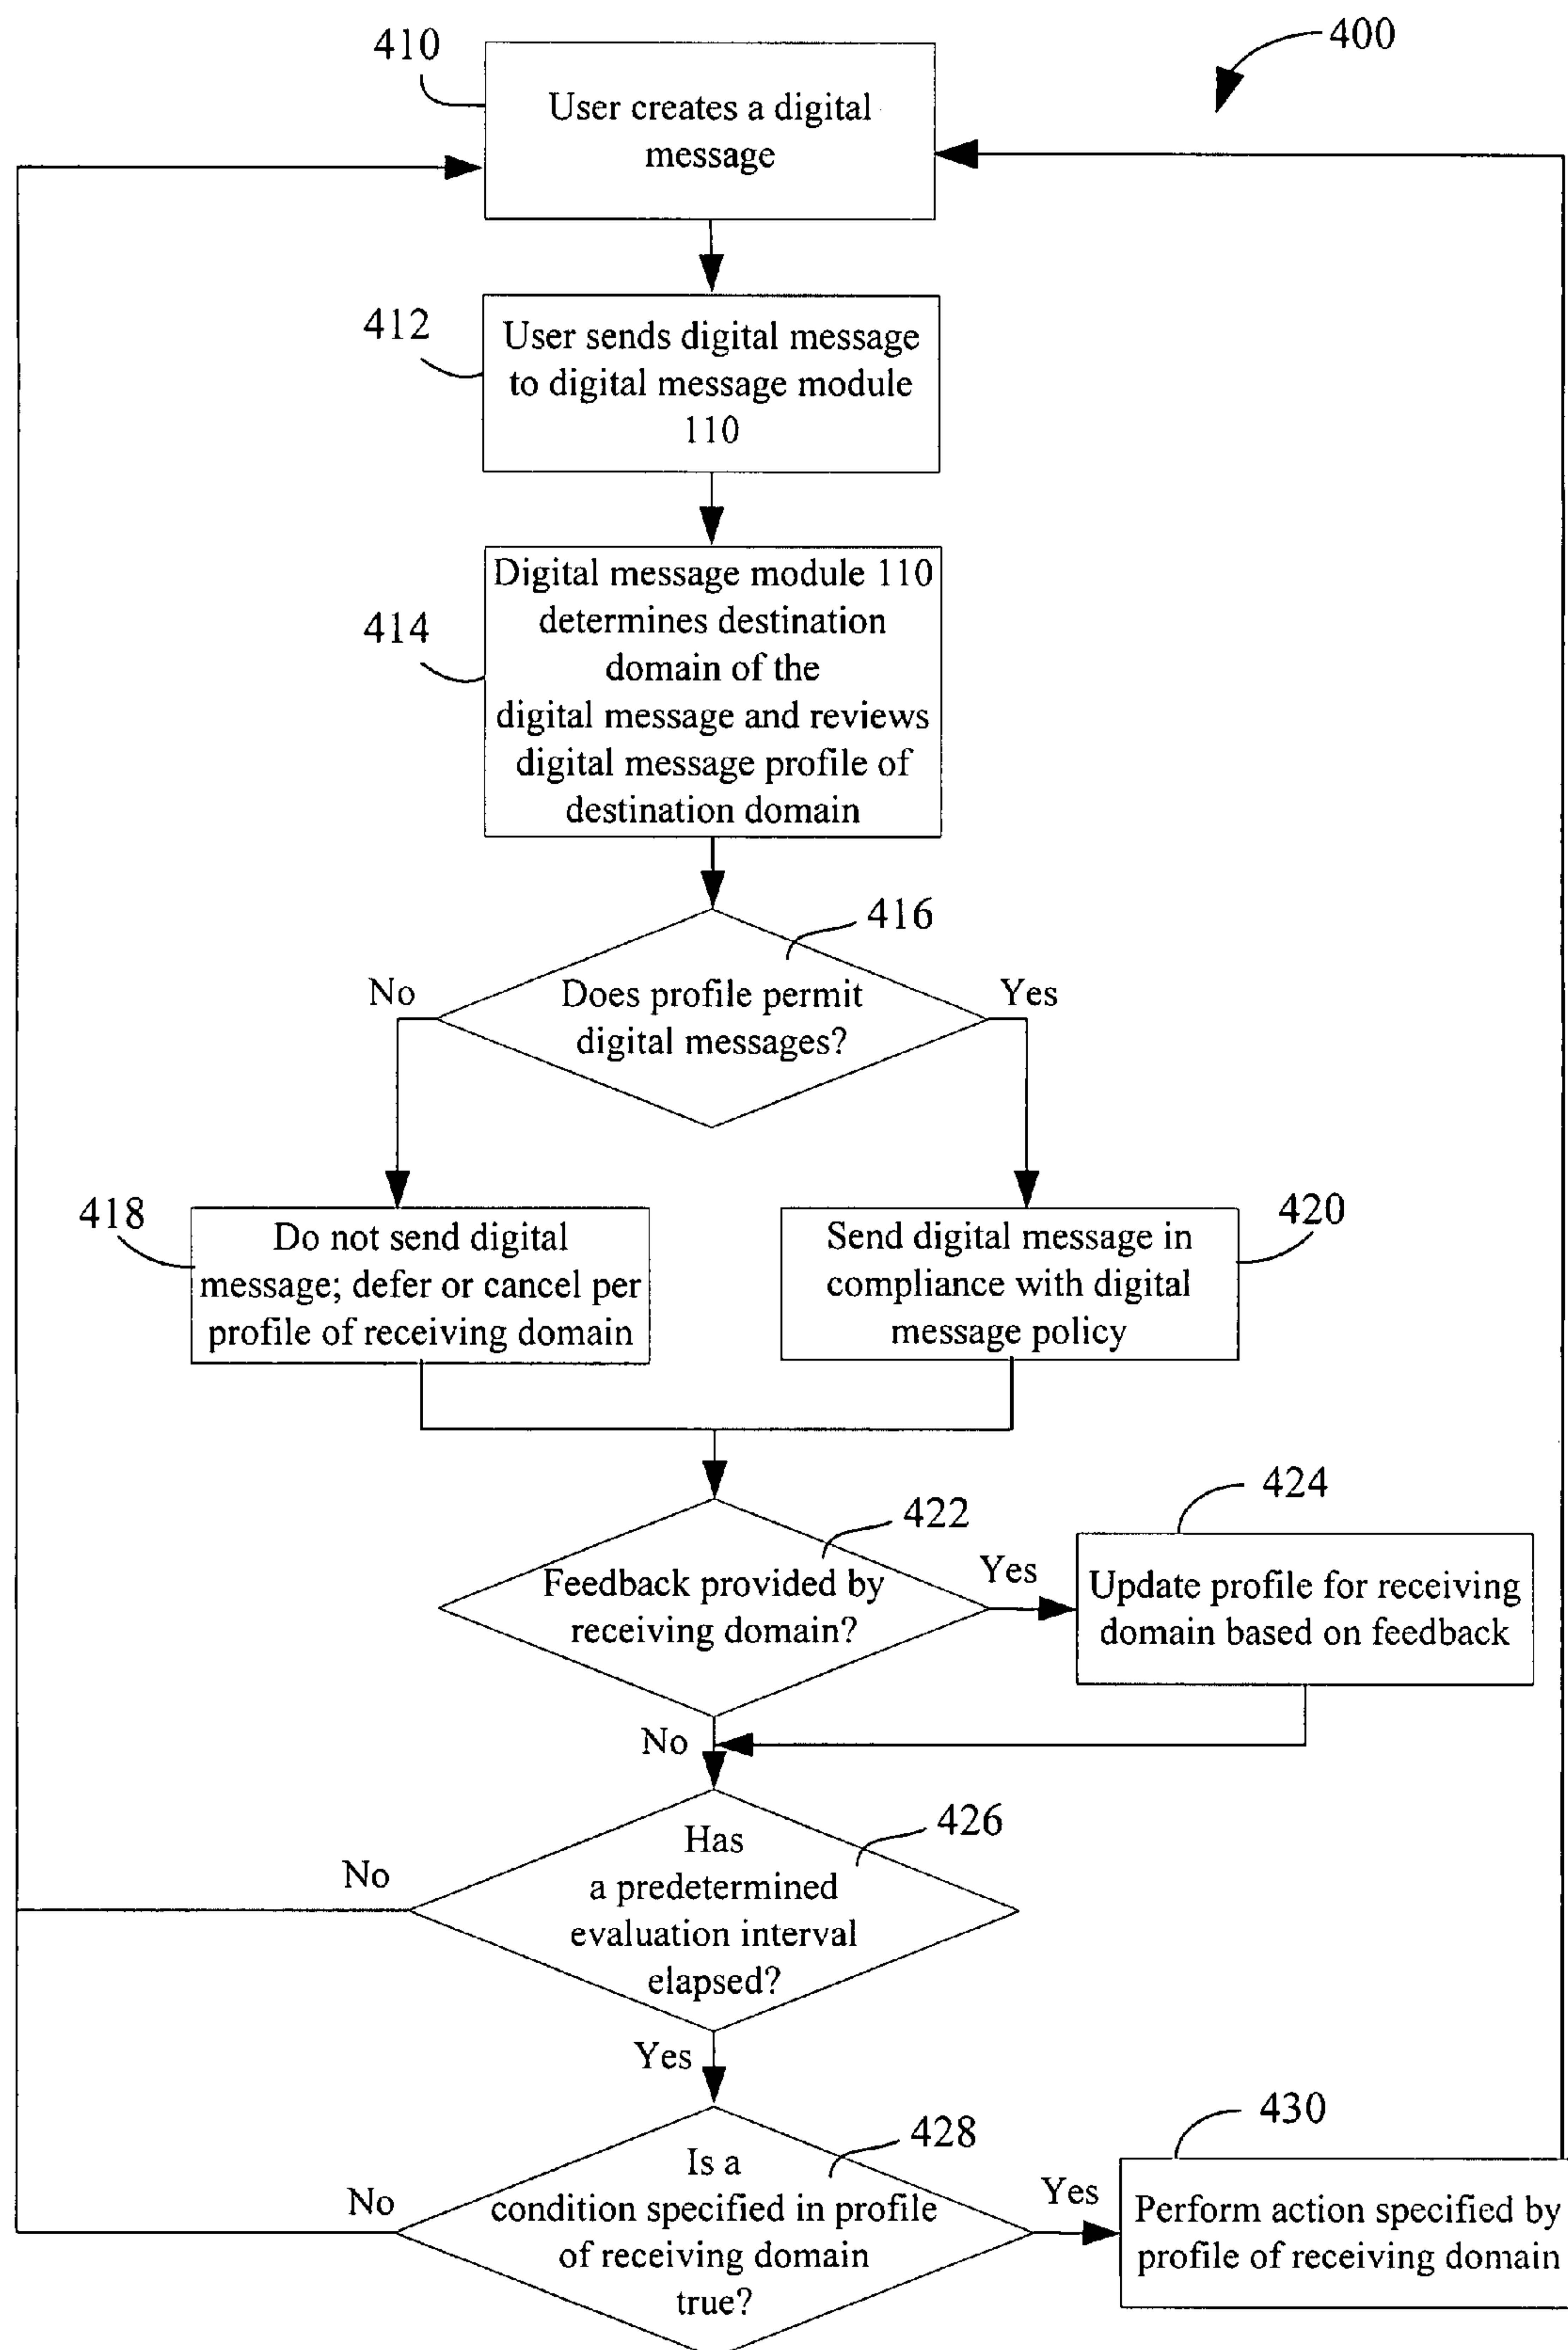 400
410
User creates a digital
message
412
User sends digital message
to digital message module
110
414
Digital message module 110
determines destination
domain of the
digital message and reviews
digital message profile of
destination domain
416
No
Does profile permit
digital messages?
Yes
418
Do not send digital
message; defer or cancel per
profile of receiving domain
420
Send digital message in
compliance with digital
message policy
422
Feedback provided by
receiving domain?
Yes
424
Update profile for receiving
domain based on feedback
No
426
No
Has
a predetermined
evaluation interval
elapsed?
Yes
428
No
Is a
condition specified in profile
of receiving domain
true?
Yes
430
Perform action specified by
profile of receiving domain